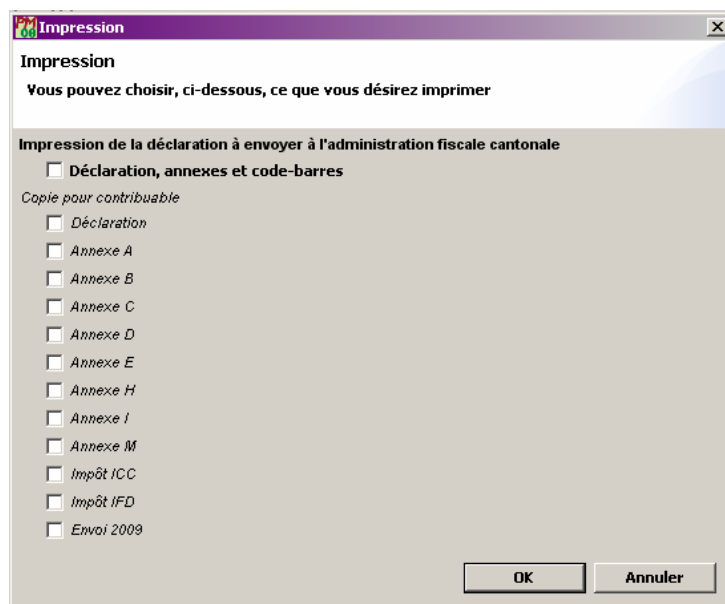 PM 08 Impression
Impression
Vous pouvez choisir, ci-dessous, ce que vous désirez imprimer
Impression de la déclaration à envoyer à l'administration fiscale cantonale
Déclaration, annexes et code-barres
Copie pour contribuable
Déclaration
Annexe A
Annexe B
Annexe C
Annexe D
Annexe E
Annexe H
Annexe I
Annexe M
Impôt ICC
Impôt IFD
Envoi 2009
OK Annuler